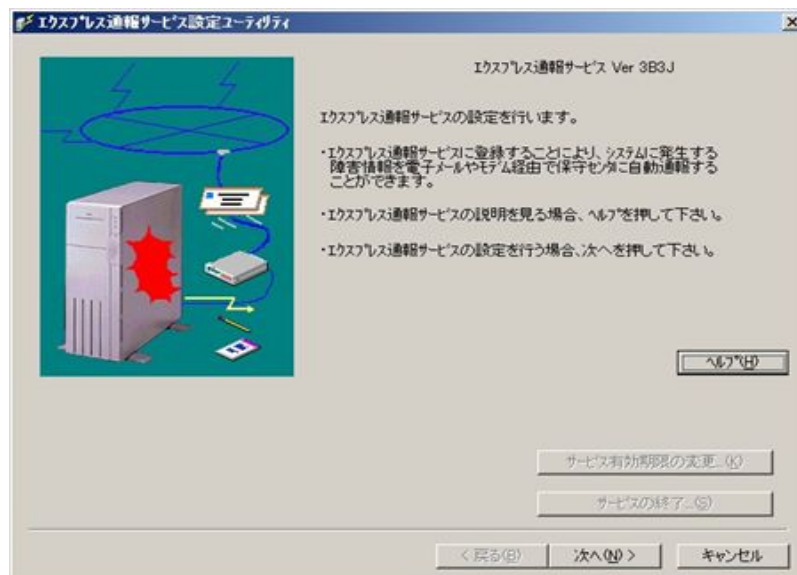 ｴｸｽﾌﾟﾚｽ通報ｻｰﾋﾞｽ設定ﾕｰﾃｨﾘﾃｨ
ｴｸｽﾌﾟﾚｽ通報ｻｰﾋﾞｽ Ver 3B3J
ｴｸｽﾌﾟﾚｽ通報ｻｰﾋﾞｽの設定を行います。
・ｴｸｽﾌﾟﾚｽ通報ｻｰﾋﾞｽに登録することにより、ｼｽﾃﾑに発生する
障害情報を電子ﾒｰﾙやﾓﾃﾞﾑ経由で保守ｾﾝﾀに自動通報する
ことができます。
・ｴｸｽﾌﾟﾚｽ通報ｻｰﾋﾞｽの説明を見る場合、ﾍﾙﾌﾟを押して下さい。
・ｴｸｽﾌﾟﾚｽ通報ｻｰﾋﾞｽの設定を行う場合、次へを押して下さい。
ﾍﾙﾌﾟ(H)
ｻｰﾋﾞｽ有効期限の変更...(K)
ｻｰﾋﾞｽの終了...(S)
< 戻る(B)
次へ(N) >
キャンセル